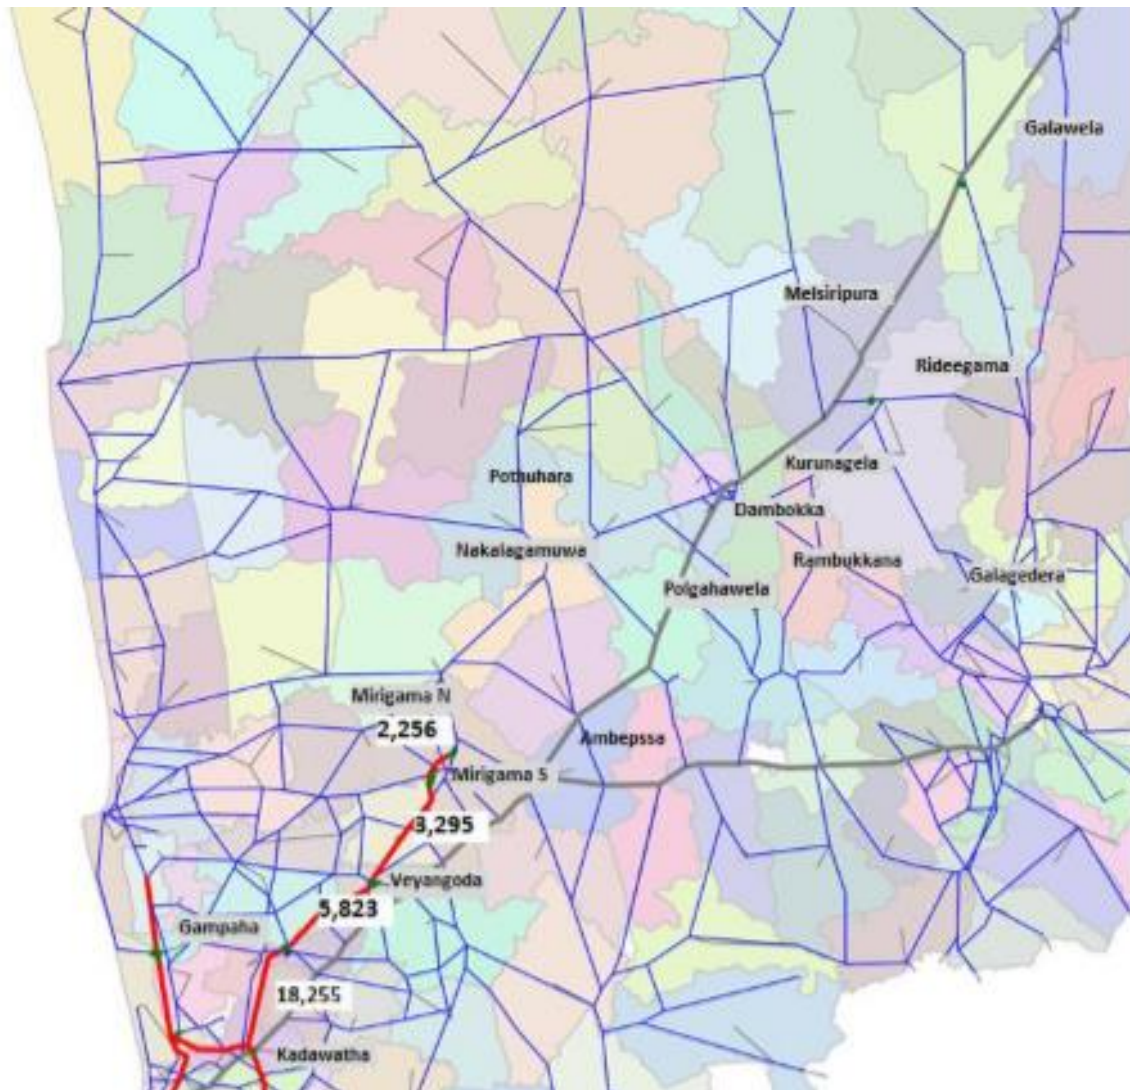 Galawela
Melsiripura
Rideegama
Kurunagela
Pothuhara
Dambokka
Nakalagamuwa
Rambukkana
Galagedera
Polgahawela
Mirigama N
2,256
Ambepssa
Mirigama S
3,295
Veyangoda
5,823
Gampaha
18,255
Kadawatha